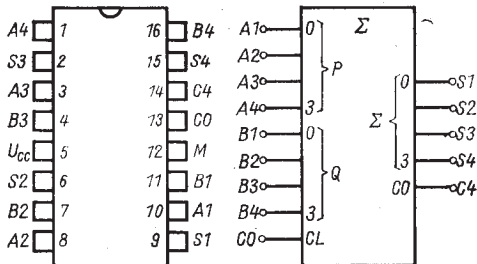 A4 1 16 B4
S3 2 15 S4
A3 3 14 C4
B3 4 13 C0
Ucc 5 12 M
S2 6 11 B1
B2 7 10 A1
A2 8 9 S1
A1 0 Σ
A2
A3 P
A4 3
B1 0
B2
B3 Q
B4 3
C0 CL
0 S1
S2
Σ S3
3 S4
C0 C4